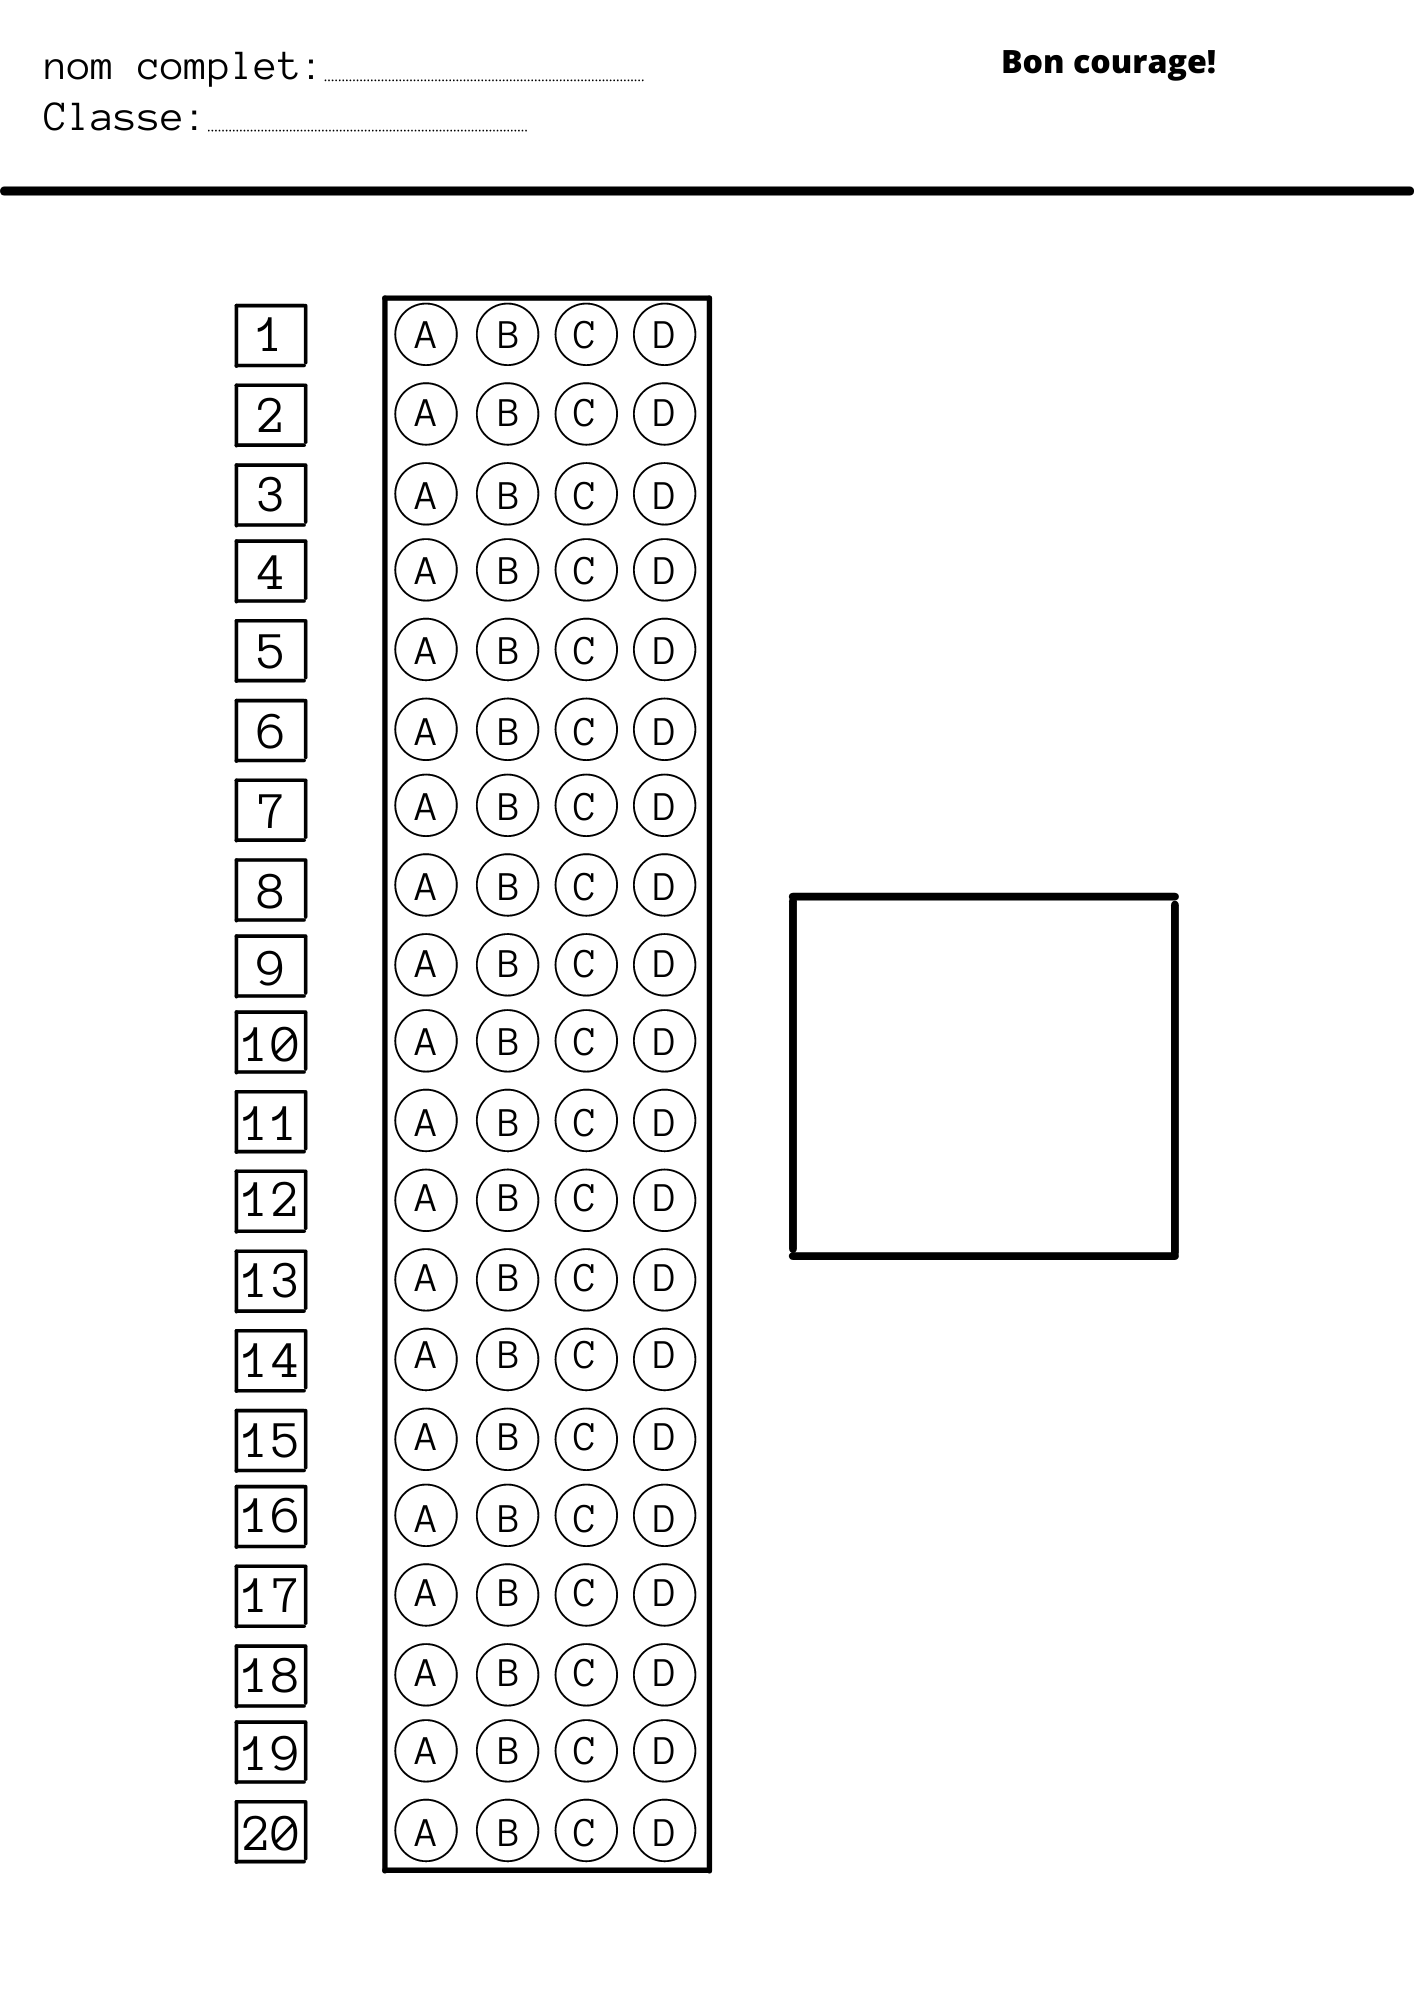 nom complet:
Bon courage!
Classe:
1 A B C D
2 A B C D
3 A B C D
4 A B C D
5 A B C D
6 A B C D
7 A B C D
8 A B C D
9 A B C D
10 A B C D
11 A B C D
12 A B C D
13 A B C D
14 A B C D
15 A B C D
16 A B C D
17 A B C D
18 A B C D
19 A B C D
20 A B C D